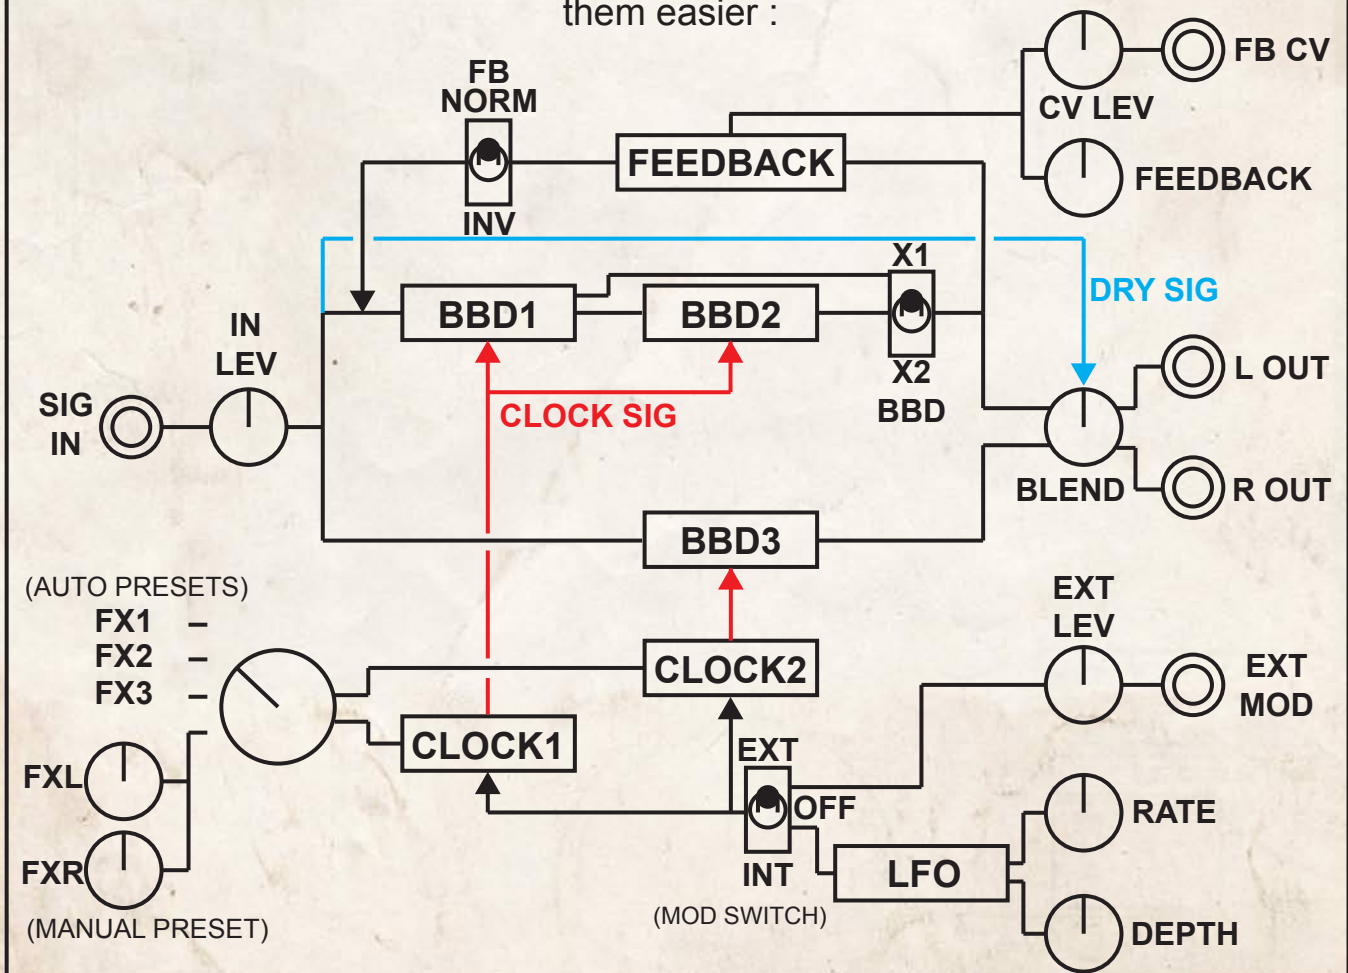 them easier :
FB CV
FB
NORM
CV LEV
FEEDBACK
FEEDBACK
INV
X1
DRY SIG
BBD1
BBD2
IN
LEV
L OUT
X2
SIG
IN
CLOCK SIG
BBD
BLEND
R OUT
BBD3
(AUTO PRESETS)
EXT
LEV
FX1
FX2
FX3
CLOCK2
EXT
MOD
CLOCK1
EXT
FXL
OFF
RATE
FXR
INT
LFO
(MOD SWITCH)
(MANUAL PRESET)
DEPTH